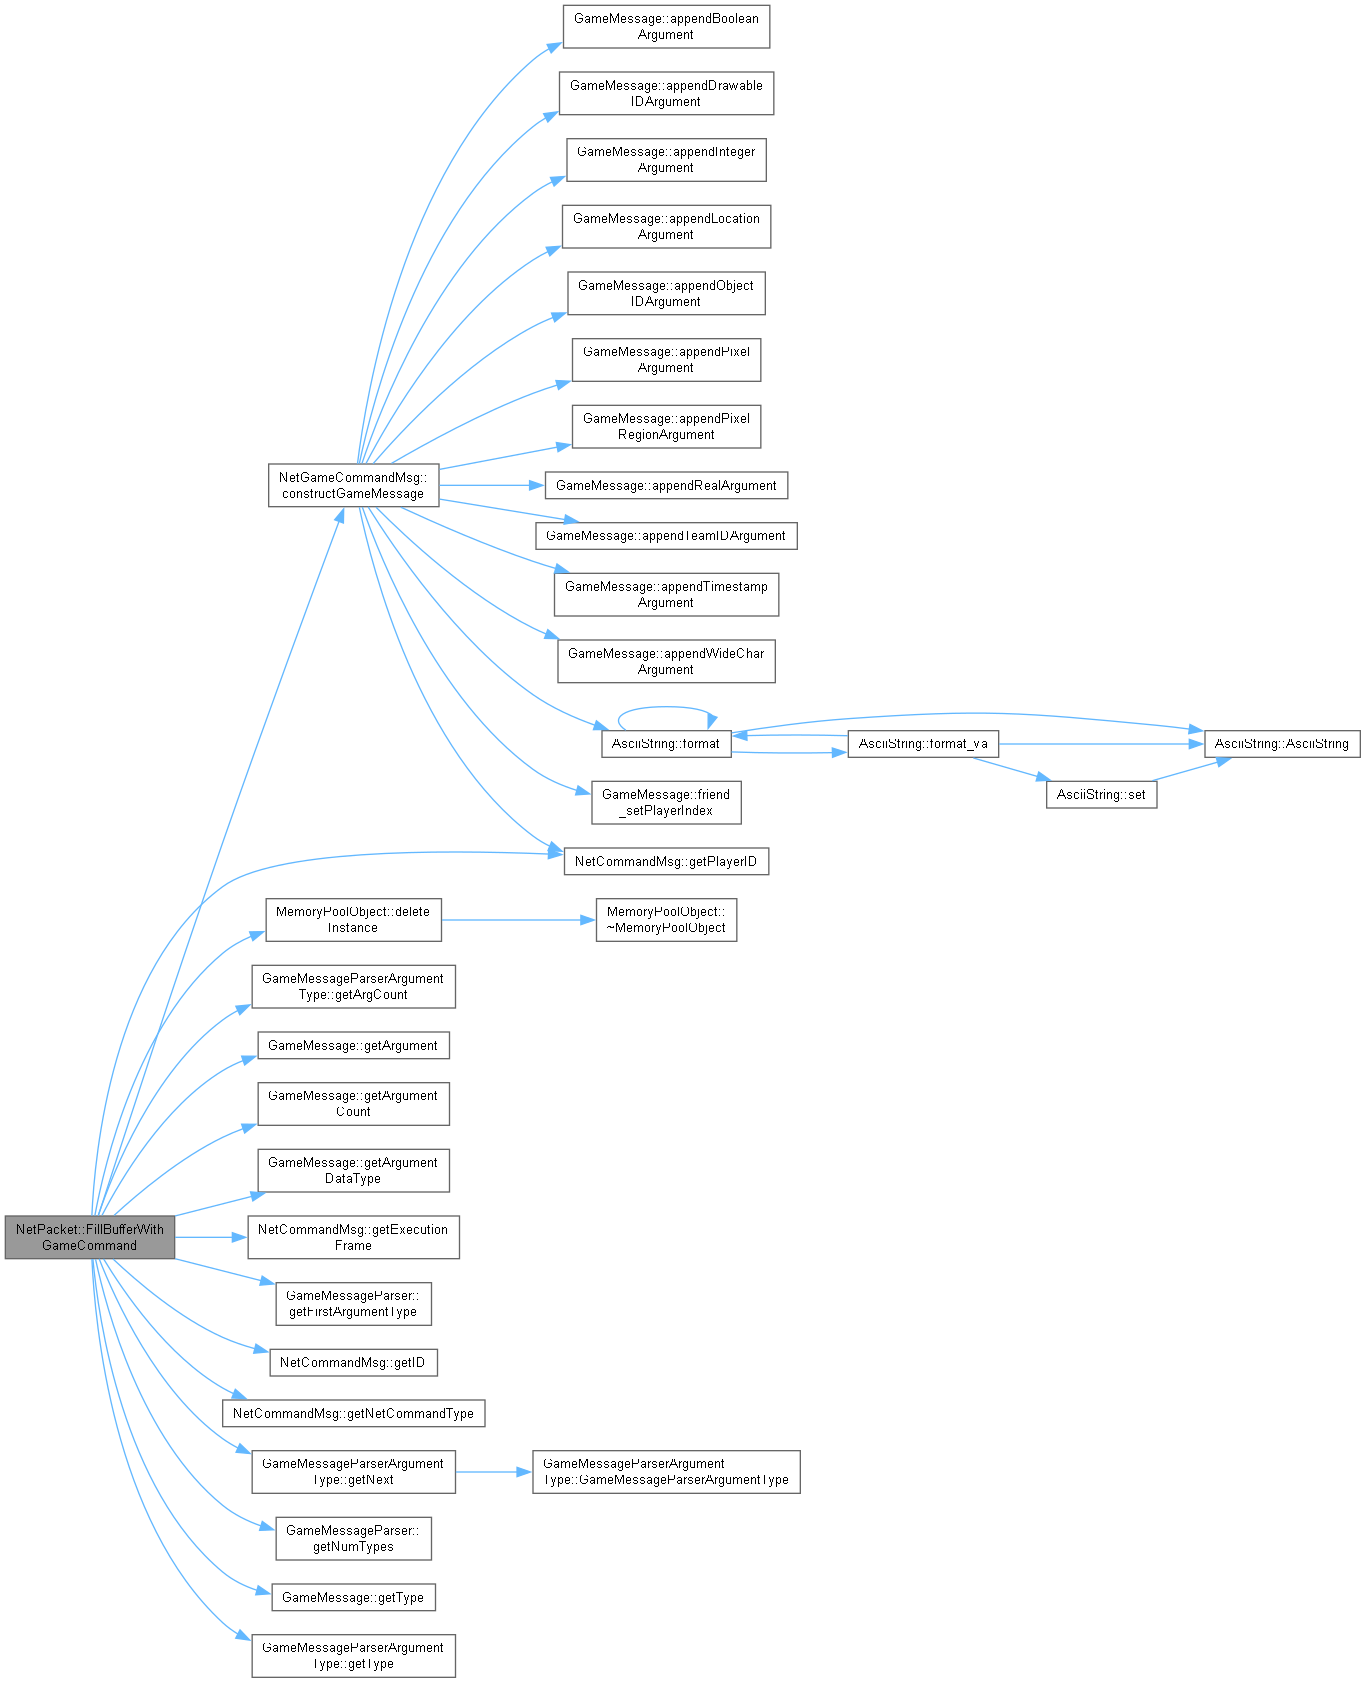 GameMessage::appendBoolean
Argument
GameMessage::appendDrawable
IDArgument
GameMessage::appendInteger
Argument
GameMessage::appendLocation
Argument
GameMessage::appendObject
IDArgument
GameMessage::appendPixel
Argument
GameMessage::appendPixel
RegionArgument
NetGameCommandMsg::
constructGameMessage
GameMessage::appendRealArgument
GameMessage::appendTeamIDArgument
GameMessage::appendTimestamp
Argument
GameMessage::appendWideChar
Argument
AsciiString::format
AsciiString::format_va
AsciiString::AsciiString
AsciiString::set
GameMessage::friend
_setPlayerIndex
NetCommandMsg::getPlayerID
MemoryPoolObject::delete
Instance
MemoryPoolObject::
~MemoryPoolObject
GameMessageParserArgument
Type::getArgCount
GameMessage::getArgument
GameMessage::getArgument
Count
GameMessage::getArgument
DataType
NetPacket::FillBufferWith
GameCommand
NetCommandMsg::getExecution
Frame
GameMessageParser::
getFirstArgumentType
NetCommandMsg::getID
NetCommandMsg::getNetCommandType
GameMessageParserArgument
Type::getNext
GameMessageParserArgument
Type::GameMessageParserArgumentType
GameMessageParser::
getNumTypes
GameMessage::getType
GameMessageParserArgument
Type::getType